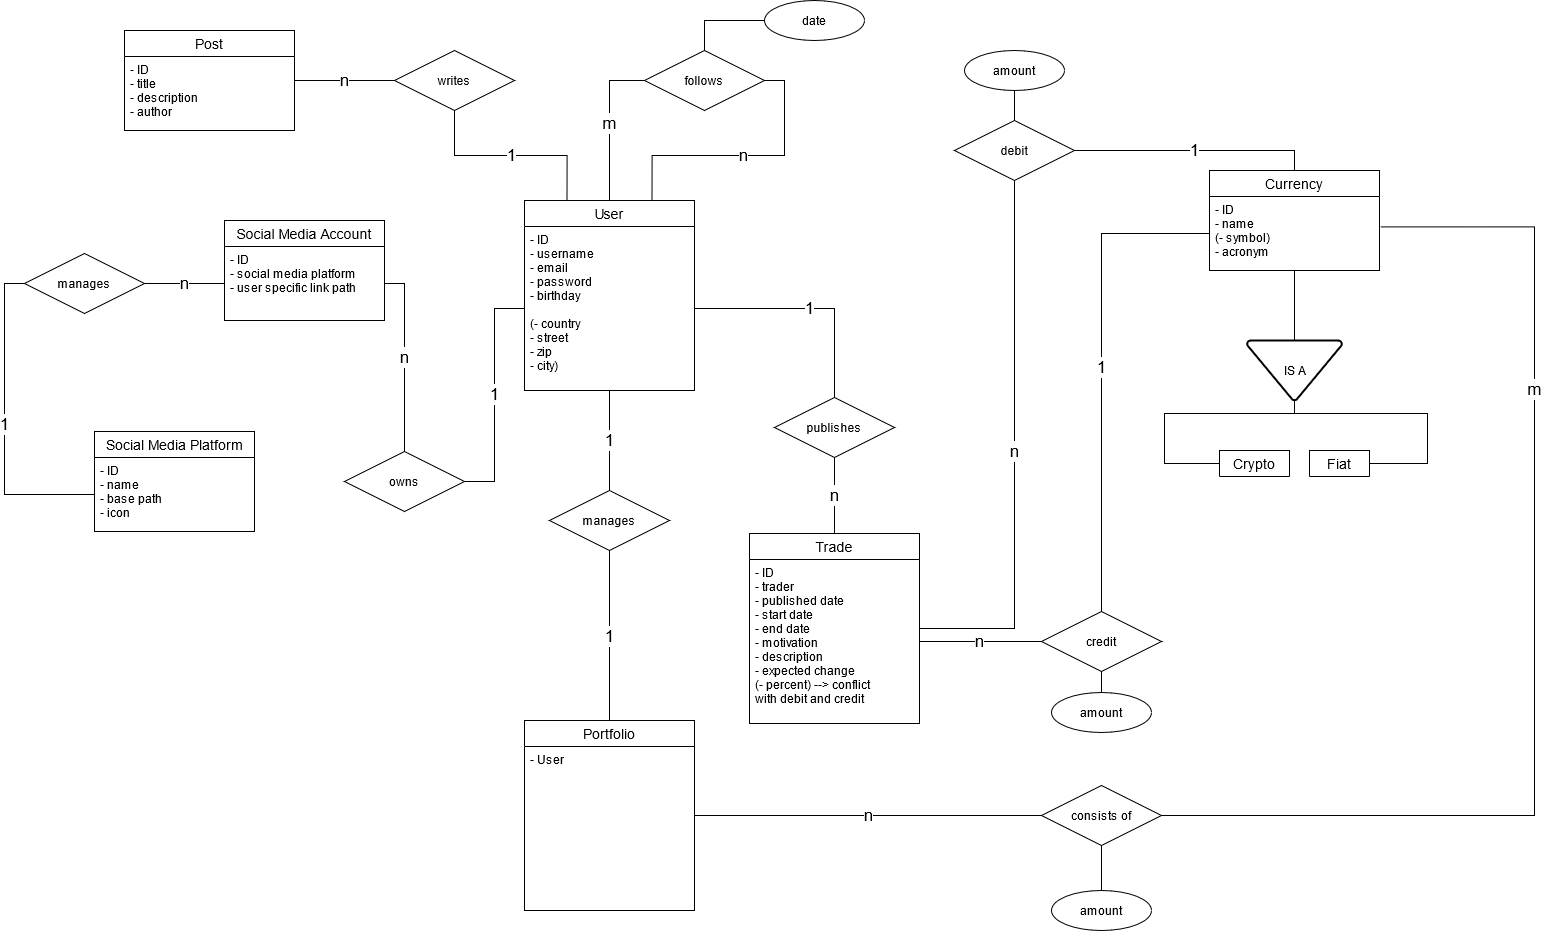 date
Post
- ID
- title
- description
- author
n
writes
1
follows
m
n
amount
debit
1
n
Currency
- ID
- name
(- symbol)
- acronym
Social Media Account
- ID
- social media platform
- user specific link path
manages
n
1
User
- ID
- username
- email
- password
- birthday
(- country
- street
- zip
- city)
n
owns
1
1
publishes
n
1
manages
1
IS A
Crypto
Fiat
m
Social Media Platform
- ID
- name
- base path
- icon
Trade
- ID
- trader
- published date
- start date
- end date
- motivation
- description
- expected change
(- percent) --> conflict
with debit and credit
1
n
credit
amount
Portfolio
- User
n
consists of
amount